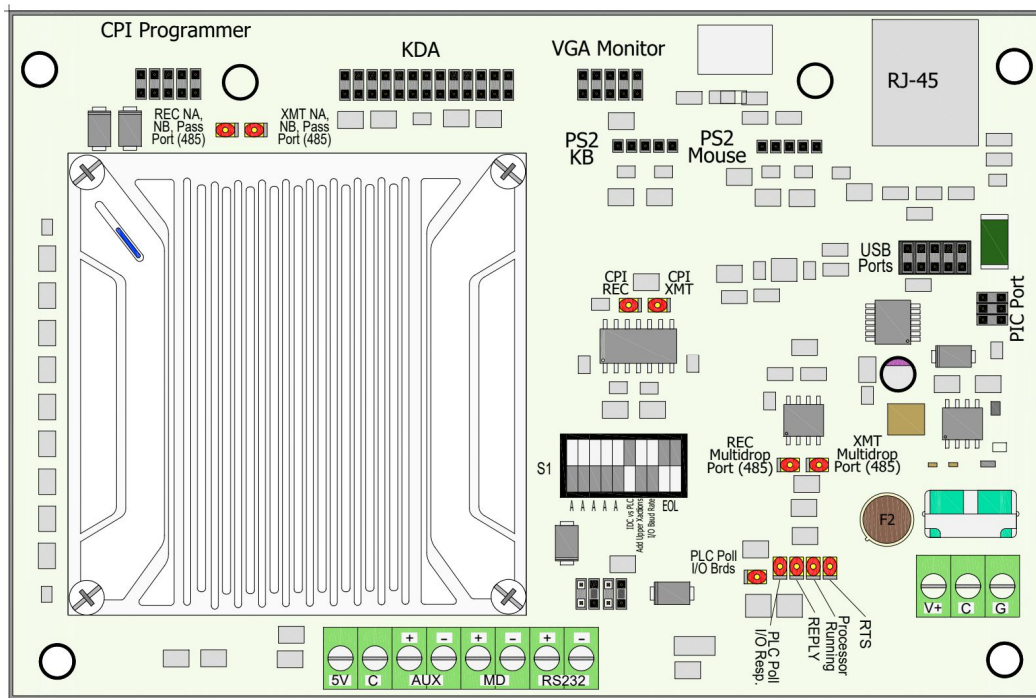 CPI Programmer
KDA
VGA Monitor
RJ-45
REC NA,
NB, Pass
Port (485)
XMT NA,
NB, Pass
Port (485)
PS2
KB
PS2
Mouse
USB
Ports
PIC Port
CPI
REC
CPI
XMT
REC
Multidrop
Port (485)
XMT
Multidrop
Port (485)
S1
A
A
A
A
A
IDC vs PLC
Add Upper Xactions
I/O Baud Rate
EOL
F2
PLC Poll
I/O Brds
PLC Poll
I/O Resp.
REPLY
Processor
Running
RTS
V+ C G
+ − + − + −
5V C AUX MD RS232